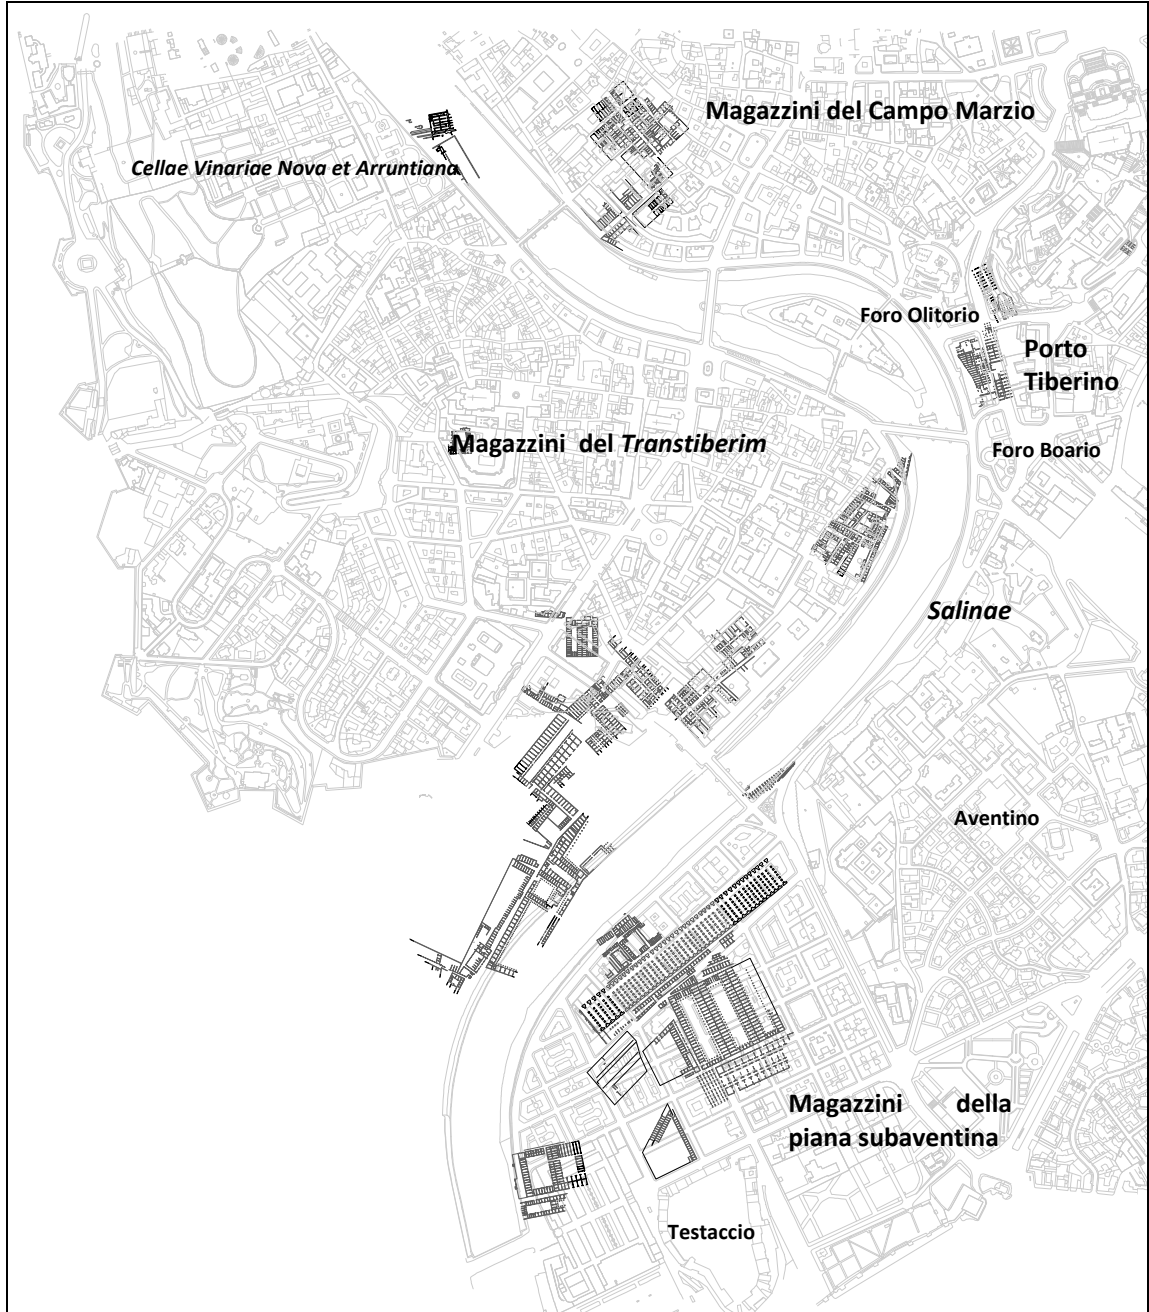 Magazzini del Campo Marzio
Cellae Vinariae Nova et Arruntiana
Foro Olitorio
Porto
Tiberino
Magazzini del Transtiberim
Foro Boario
Salinae
Aventino
Magazzini della
piana subaventina
Testaccio